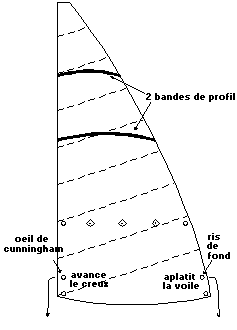 2 bandes de profil
oeil de
cunningham
ris
de
fond
avance
le creux
aplatit
la voile